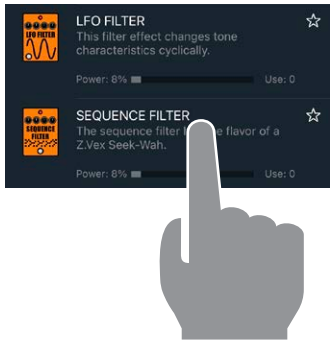 LFO FILTER
LFO FILTER
This filter effect changes tone
characteristics cyclically.
Power: 8% Use: 0
SEQUENCE
FILTER
SEQUENCE FILTER
The sequence filter flavor of a
Z.Vex Seek-Wah.
Power: 8% Use: 0